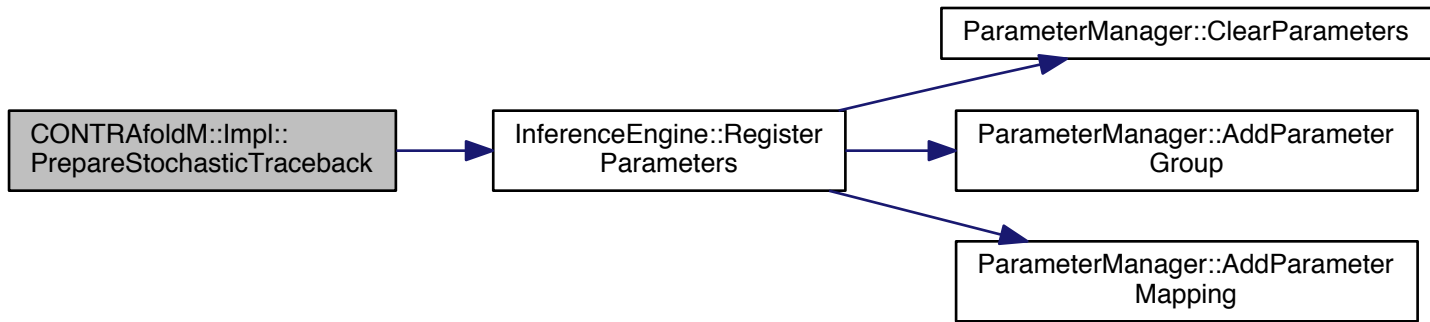 CONTRAfoldM::Impl::
PrepareStochasticTraceback
InferenceEngine::Register
Parameters
ParameterManager::ClearParameters
ParameterManager::AddParameter
Group
ParameterManager::AddParameter
Mapping